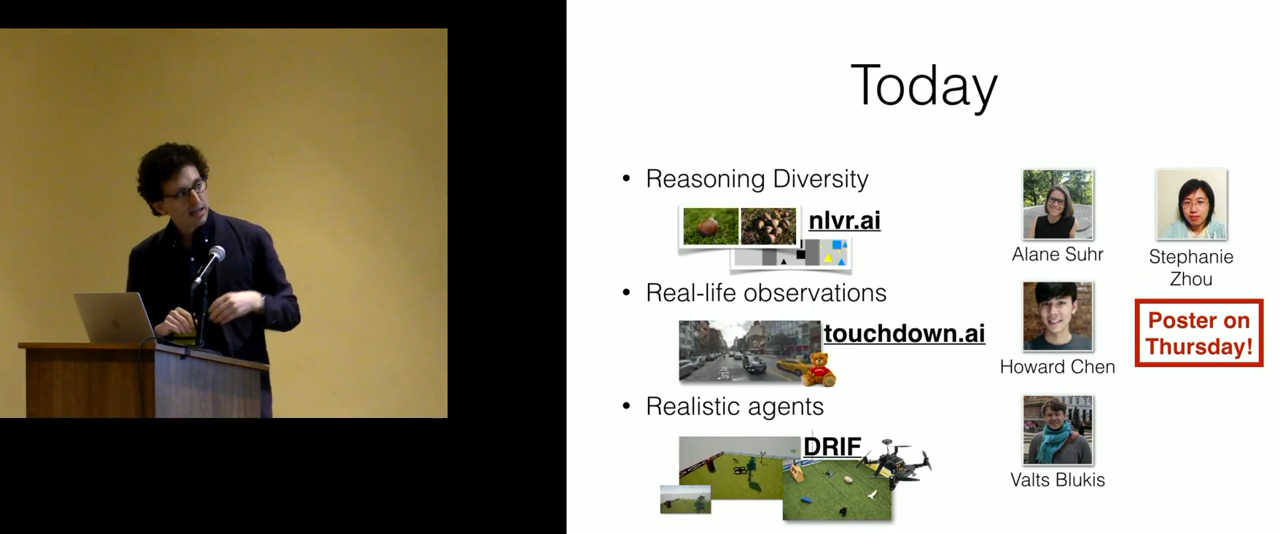 Today
• Reasoning Diversity
nlvr.ai
• Real-life observations
touchdown.ai
• Realistic agents
DRIF
Alane Suhr
Stephanie
Zhou
Howard Chen
Poster on
Thursday!
Valts Blukis